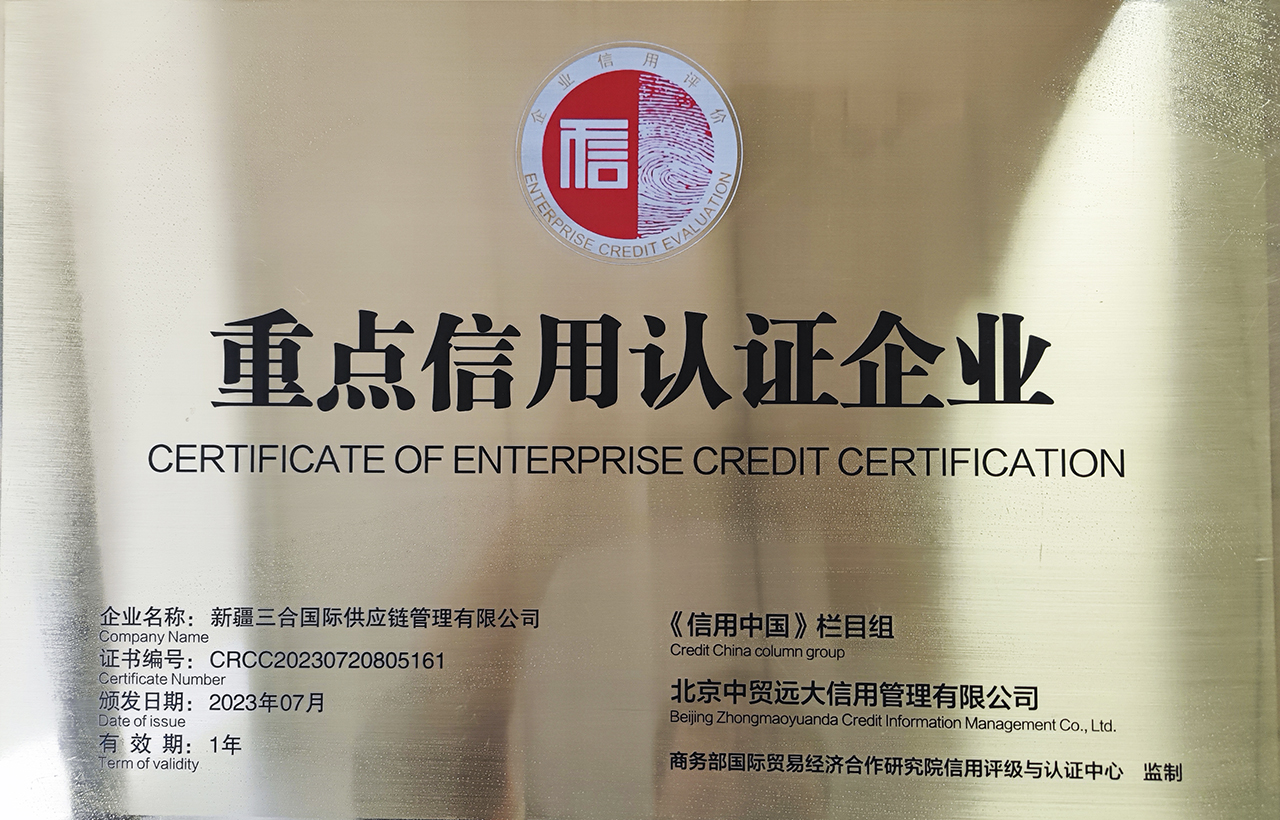 企业信用评价
信
ENTERPRISE CREDIT EVALUATION
重点信用认证企业
CERTIFICATE OF ENTERPRISE CREDIT CERTIFICATION
企业名称：新疆三合国际供应链管理有限公司
Company Name
证书编号：CRCC20230720805161
Certificate Number
颁发日期：2023年07月
Date of issue
有 效 期：1年
Term of validity
《信用中国》栏目组
Credit China column group
北京中贸远大信用管理有限公司
Beijing Zhongmaoyuanda Credit Information Management Co., Ltd.
商务部国际贸易经济合作研究院信用评级与认证中心 监制